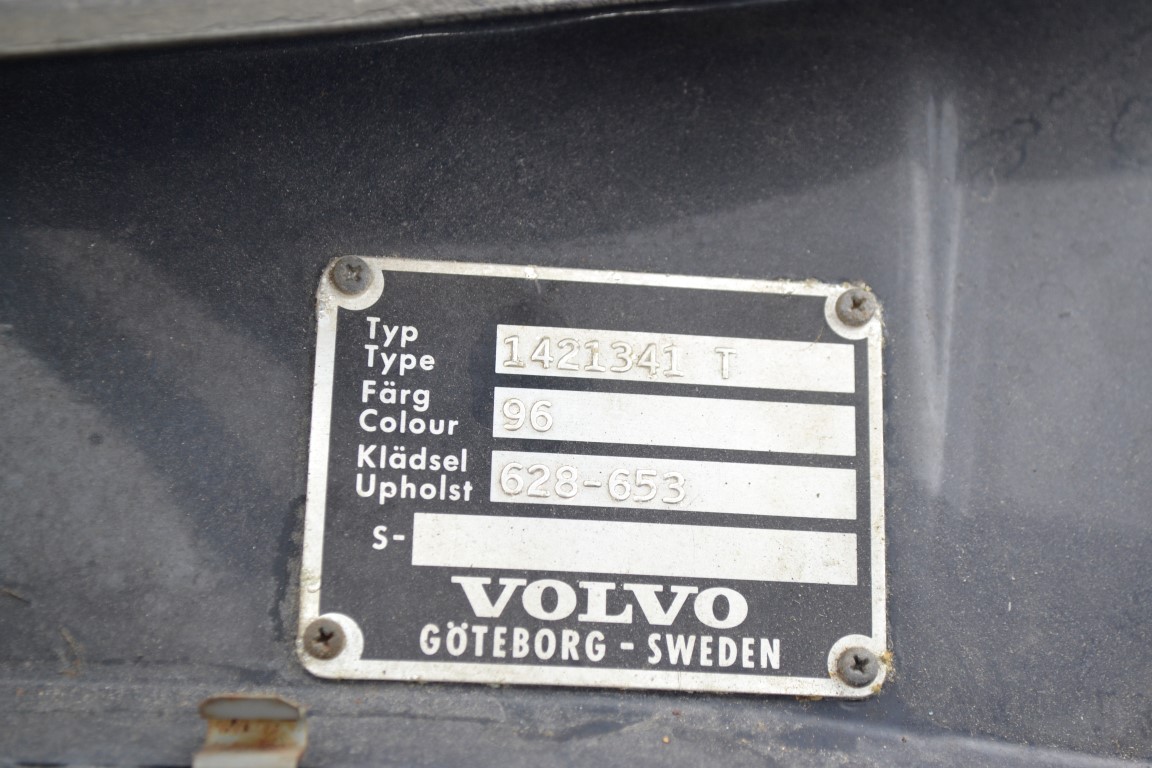 Typ
Type
1421341 T
Färg
Colour
96
Klädsel
Upholst
628-653
S-
VOLVO
GÖTEBORG - SWEDEN